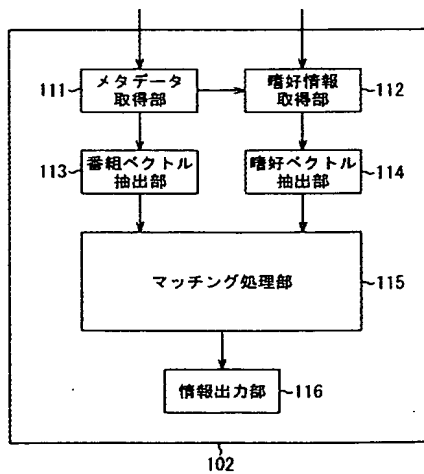 111
メタデータ
取得部
嗜好情報
取得部
112
113
番組ベクトル
抽出部
嗜好ベクトル
抽出部
114
マッチング処理部
115
情報出力部
116
102